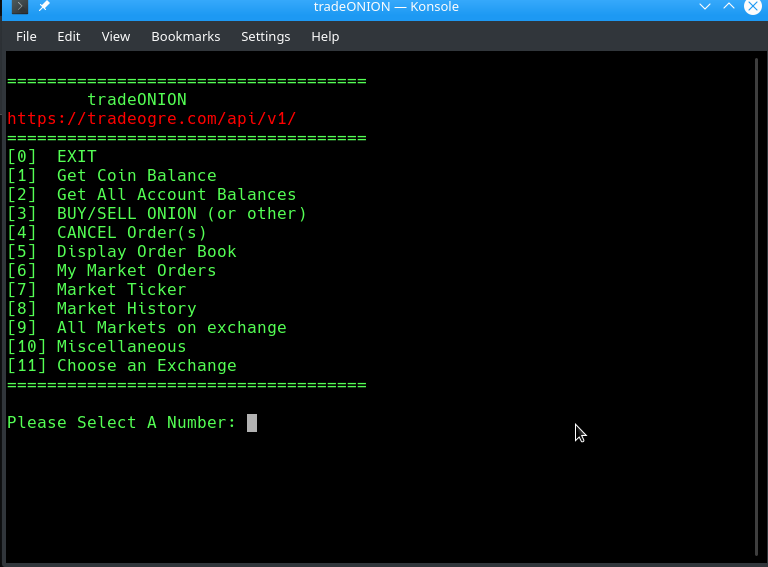 tradeONION — Konsole
File Edit View Bookmarks Settings Help
====================================
tradeONION
https://tradeogre.com/api/v1/
====================================
[0]  EXIT
[1]  Get Coin Balance
[2]  Get All Account Balances
[3]  BUY/SELL ONION (or other)
[4]  CANCEL Order(s)
[5]  Display Order Book
[6]  My Market Orders
[7]  Market Ticker
[8]  Market History
[9]  All Markets on exchange
[10] Miscellaneous
[11] Choose an Exchange
====================================
Please Select A Number: